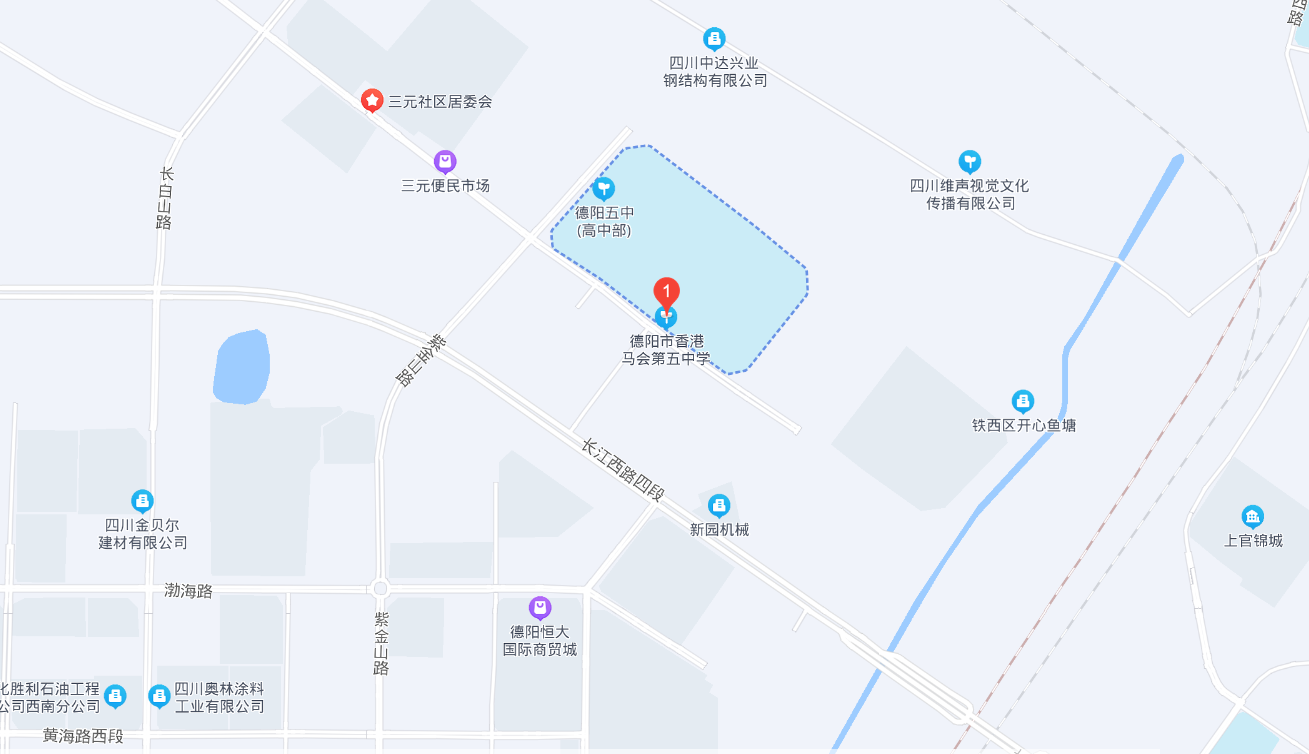 西
路
四川中达兴业
钢结构有限公司
三元社区居委会
三元便民市场
四川维声视觉文化
传播有限公司
长白山路
德阳五中
(高中部)
1
德阳市香港
马会第五中学
紫金山路
铁西区开心鱼塘
长江西路四段
四川金贝尔
建材有限公司
新园机械
上官锦城
渤海路
德阳恒大
国际商贸城
紫金山路
化胜利石油工程
公司西南分公司
四川奥林涂料
工业有限公司
黄海路西段